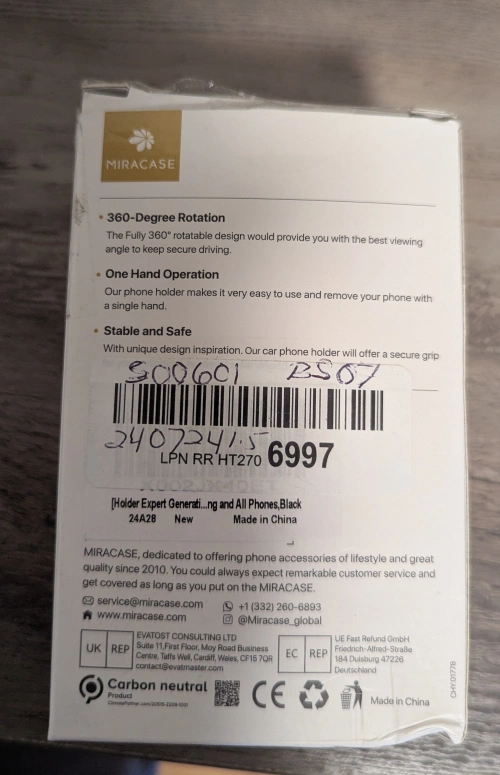 MIRACASE
• 360-Degree Rotation
The Fully 360° rotatable design would provide you with the best viewing
angle to keep secure driving.
• One Hand Operation
Our phone holder makes it very easy to use and remove your phone with
a single hand.
• Stable and Safe
With unique design inspiration. Our car phone holder will offer a secure grip
S00601 BS07
24072241.5
LPN RR HT270 6997
[Holder Expert Generati...ng and All Phones,Black
24A28 New Made in China
MIRACASE, dedicated to offering phone accessories of lifestyle and great
quality since 2010. You could always expect remarkable customer service and
get covered as long as you put on the MIRACASE.
service@miracase.com +1 (332) 260-6893
www.miracase.com @Miracase_global
UK REP
EVATOST CONSULTING LTD
Suite 11,First Floor, Moy Road Business
Centre, Taffs Well, Cardiff, Wales, CF15 7QR
contact@evatmaster.com
EC REP
UE Fast Refund GmbH
Friedrich-Alfred-Straße
184 Duisburg 47226
Deutschland
Carbon neutral
Product
CE Made in China